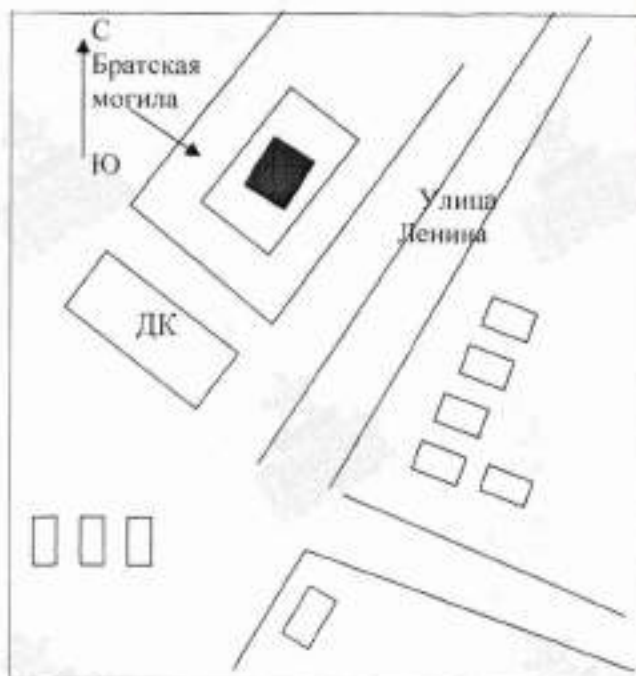 С
Братская
могила
Ю
Улица
Ленина
ДК